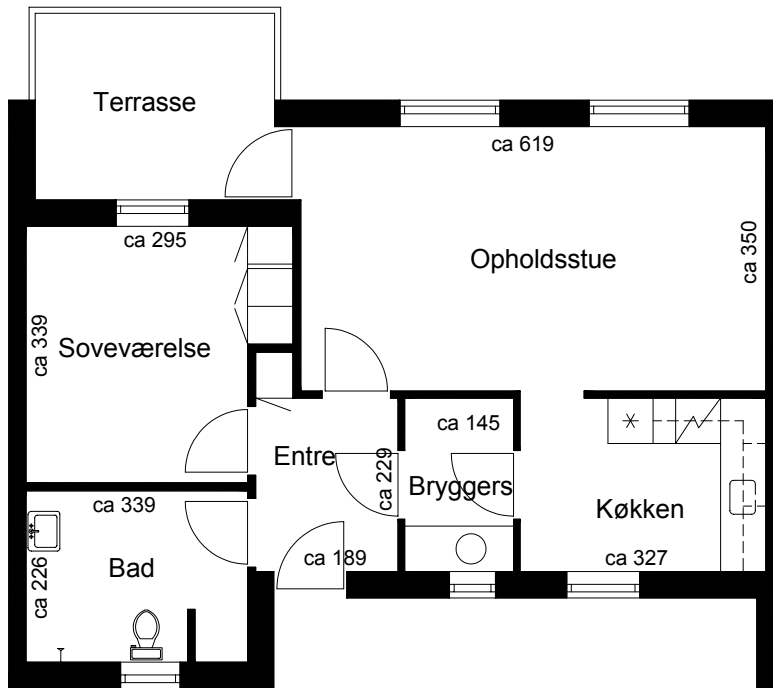 Terrasse
ca 619
ca 295
ca 350
Opholdsstue
ca 339
Soveværelse
ca 145
Entre
ca 229
Bryggers
ca 339
Køkken
ca 226
Bad
ca 189
ca 327